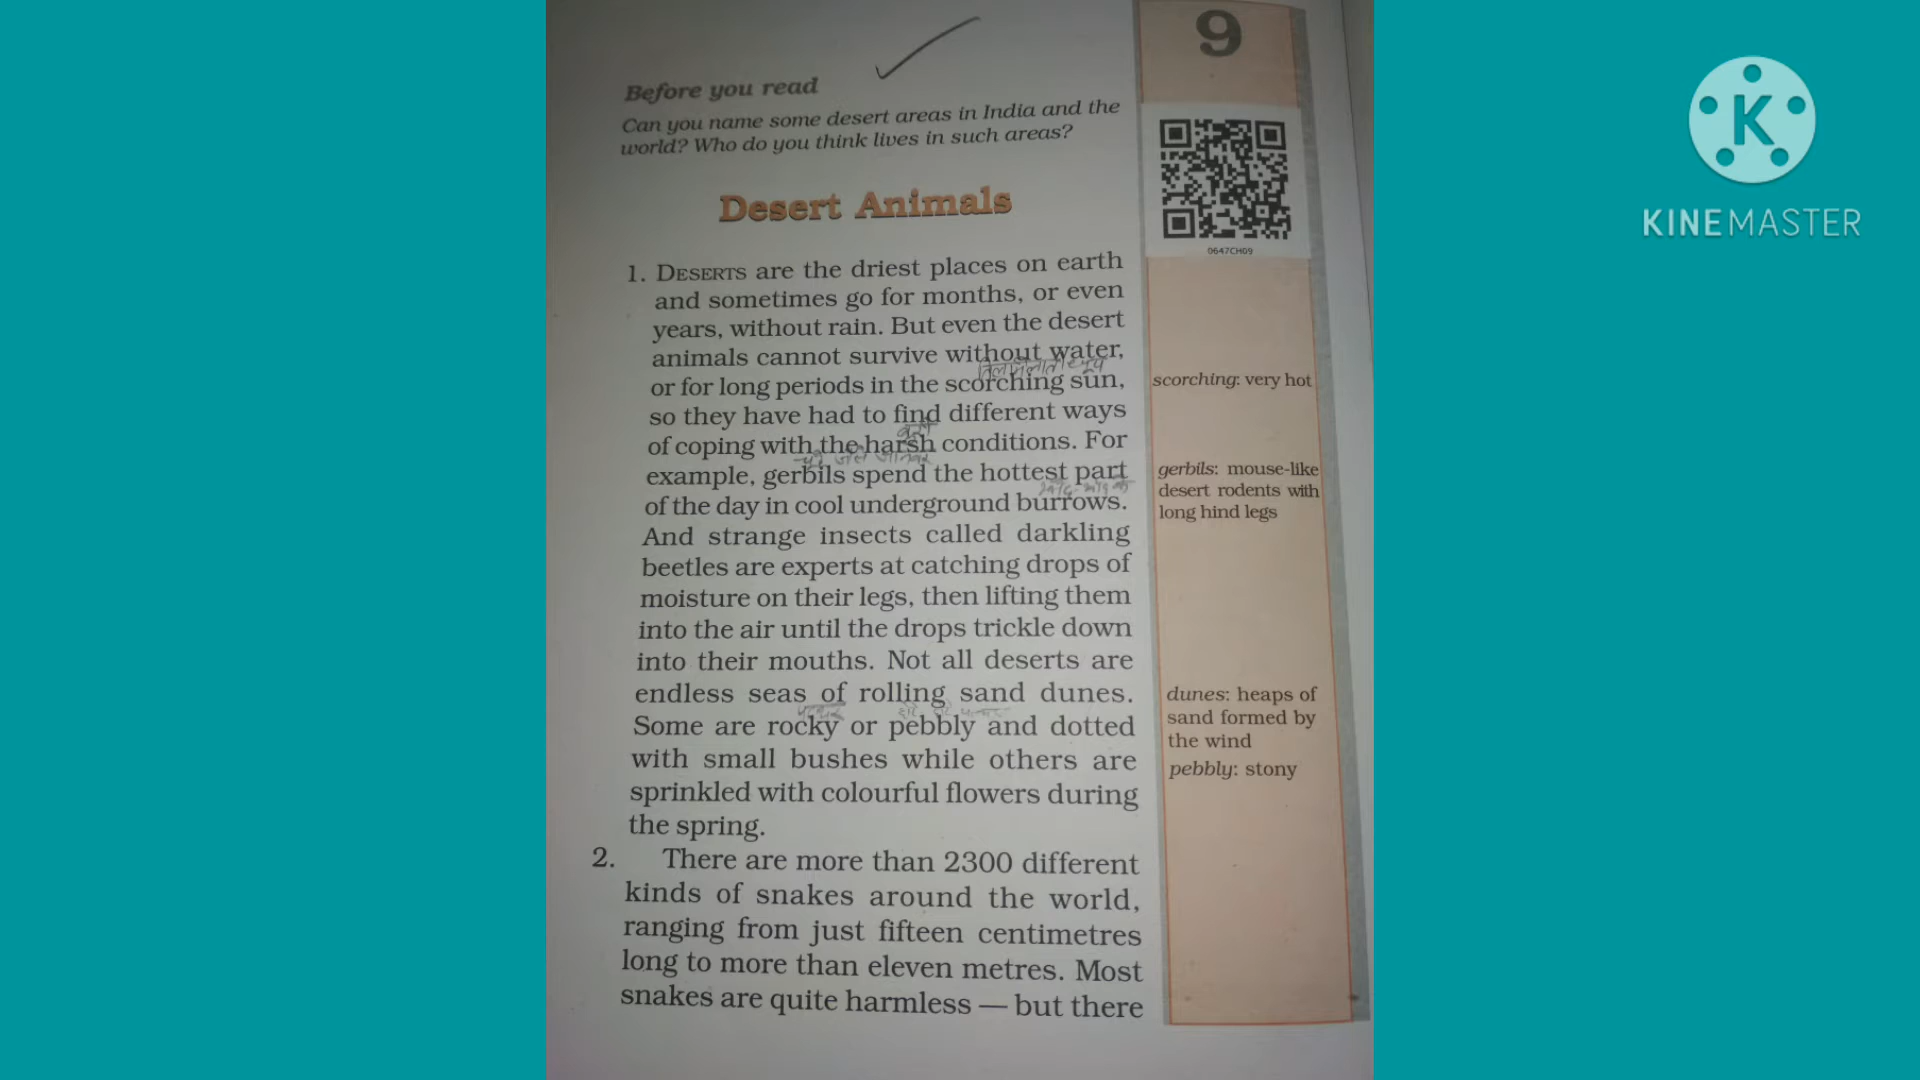 9
Before you read
Can you name some desert areas in India and the
world? Who do you think lives in such areas?
Desert Animals
0647CH09
1. DESERTS are the driest places on earth
and sometimes go for months, or even
years, without rain. But even the desert
animals cannot survive without water,
or for long periods in the scorching sun,
so they have had to find different ways
of coping with the harsh conditions. For
चूहे जैसे जानवर
example, gerbils spend the hottest part
of the day in cool underground burrows.
And strange insects called darkling
beetles are experts at catching drops of
moisture on their legs, then lifting them
into the air until the drops trickle down
into their mouths. Not all deserts are
endless seas of rolling sand dunes.
Some are rocky or pebbly and dotted
with small bushes while others are
sprinkled with colourful flowers during
the spring.
2. There are more than 2300 different
kinds of snakes around the world,
ranging from just fifteen centimetres
long to more than eleven metres. Most
snakes are quite harmless — but there
scorching: very hot
gerbils: mouse-like
desert rodents with
long hind legs
dunes: heaps of
sand formed by
the wind
pebbly: stony
K
KINEMASTER